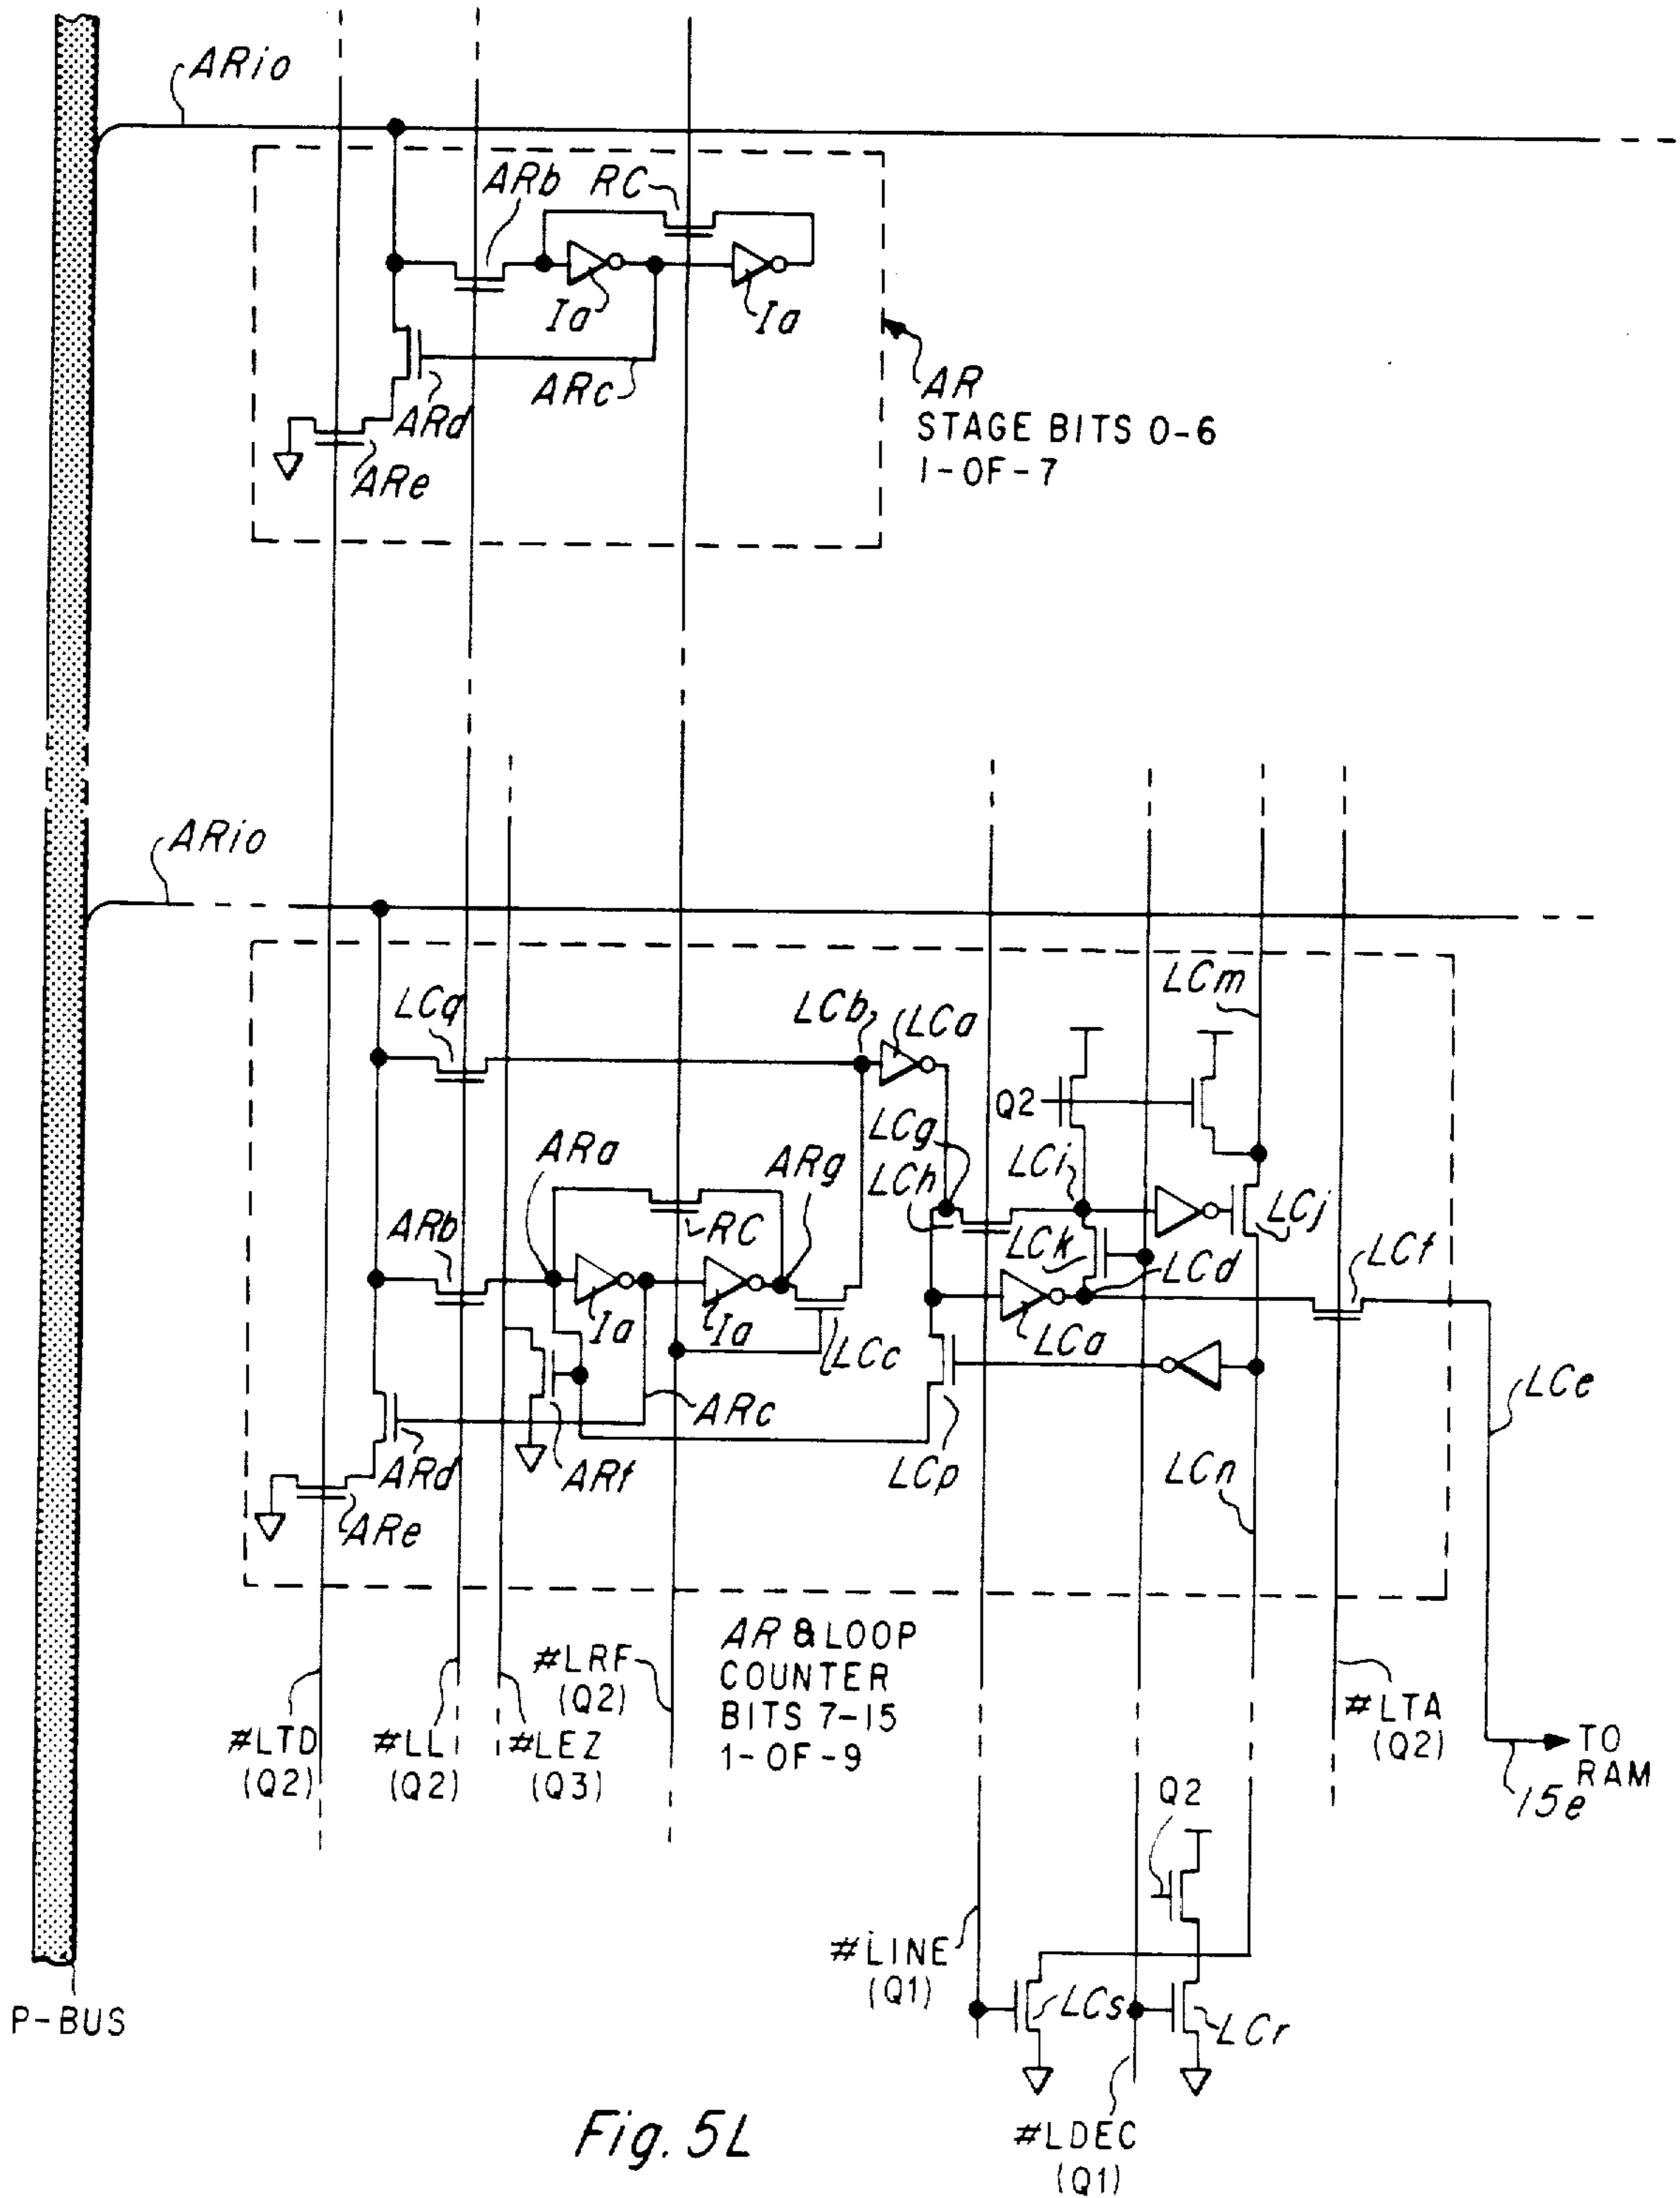 ARio
ARb
RC
Ia
Ia
ARc
ARd
ARe
AR
STAGE BITS 0-6
1-OF-7
ARio
LCq
LCb
LCa
LCm
Q2
LCg
LCh
LCi
LCj
ARa
ARg
RC
ARb
LCk
LCd
LCf
Ia
Ia
LCc
LCa
LCe
ARc
ARd
ARf
LCp
LCn
ARe
#LTD
(Q2)
#LL
(Q2)
#LEZ
(Q3)
#LRF
(Q2)
AR & LOOP
COUNTER
BITS 7-15
1-OF-9
#LTA
(Q2)
TO
RAM
15e
Q2
#LINE
(Q1)
LCs
LCr
P-BUS
#LDEC
(Q1)
Fig. 5L